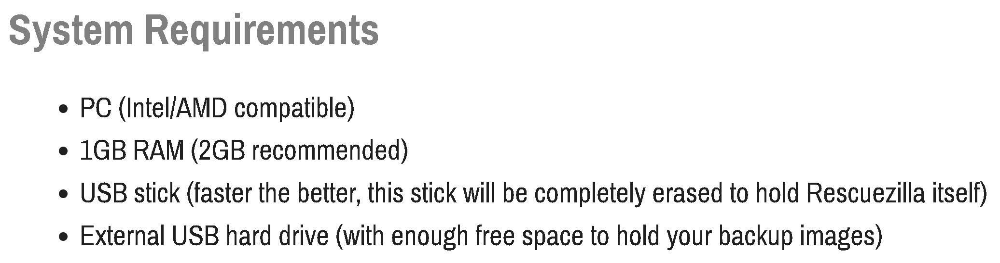 System Requirements
• PC (Intel/AMD compatible)
• 1GB RAM (2GB recommended)
• USB stick (faster the better, this stick will be completely erased to hold Rescuezilla itself)
• External USB hard drive (with enough free space to hold your backup images)